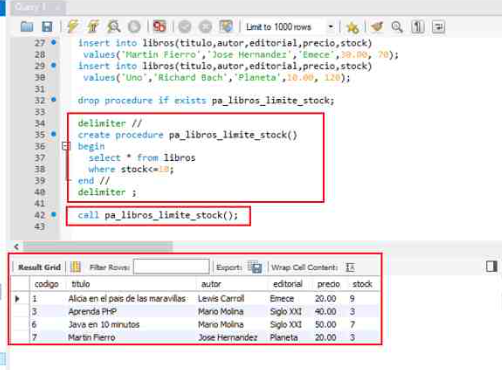 Query 1
Limit to 1000 rows
27 insert into libros(titulo,autor,editorial,precio,stock)
28 values('Martin Fierro','Jose Hernandez','Emece',30.00, 70);
29 insert into libros(titulo,autor,editorial,precio,stock)
30 values('Uno','Richard Bach','Planeta',10.00, 120);
31
32 drop procedure if exists pa_libros_limite_stock;
33
34 delimiter //
35 create procedure pa_libros_limite_stock()
36 begin
37 select * from libros
38 where stock<=10;
39 end //
40 delimiter ;
41
42 call pa_libros_limite_stock();
43
Result Grid Filter Rows: Export: Wrap Cell Content:
codigo titulo autor editorial precio stock
1 Alicia en el pais de las maravillas Lewis Carroll Emece 20.00 9
3 Aprenda PHP Mario Molina Siglo XXI 40.00 3
6 Java en 10 minutos Mario Molina Siglo XXI 50.00 7
7 Martin Fierro Jose Hernandez Planeta 20.00 3